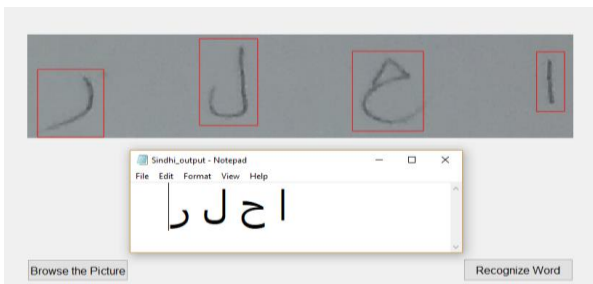 ا ح ل ر
Sindhi_output - Notepad
File Edit Format View Help
ا ح ل ر
Browse the Picture
Recognize Word